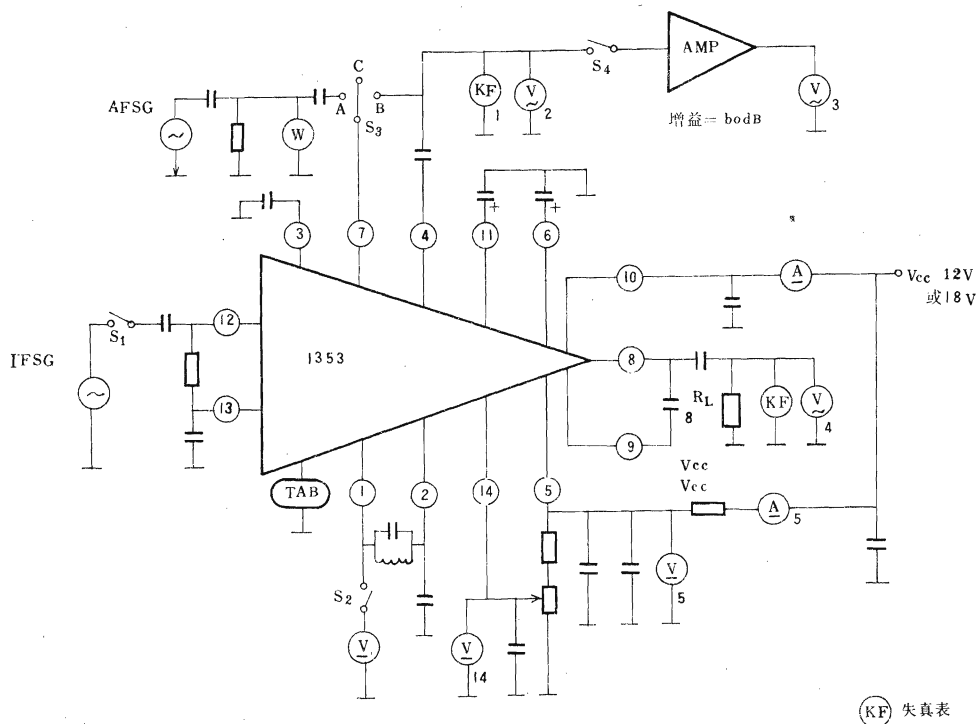 C
A
B
S3
S4
AMP
AFSG
W
KF
1
V
2
V
3
增益= bodB
3
7
4
11
+
6
+
10
A
Vcc 12V
或18V
IFSG
S1
12
13
1353
8
8
9
RL
KF
V
4
TAB
1
2
14
5
Vcc
Vcc
A
5
S2
V
V
14
V
5
KF 失真表